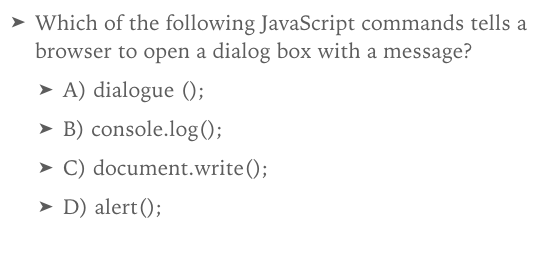 ➤ Which of the following JavaScript commands tells a
browser to open a dialog box with a message?
➤ A) dialogue ();
➤ B) console.log();
➤ C) document.write();
➤ D) alert();